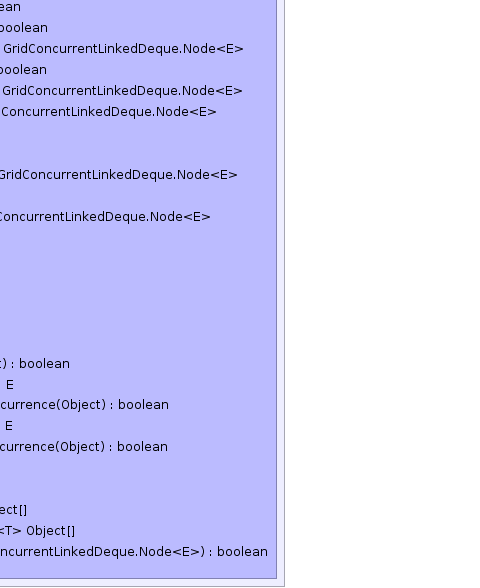 ean
boolean
GridConcurrentLinkedDeque.Node<E>
boolean
GridConcurrentLinkedDeque.Node<E>
ConcurrentLinkedDeque.Node<E>
GridConcurrentLinkedDeque.Node<E>
ConcurrentLinkedDeque.Node<E>
) : boolean
E
currence(Object) : boolean
E
currence(Object) : boolean
ect[]
<T> Object[]
ncurrentLinkedDeque.Node<E>) : boolean